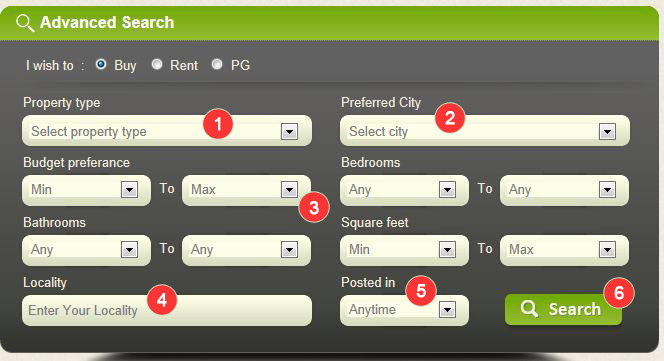 Advanced Search
I wish to : Buy Rent PG
Property type Preferred City
Select property type 1 Select city 2
Budget preferance Bedrooms
Min To Max 3 Any To Any
Bathrooms Square feet
Any To Any Min To Max
Locality Posted in
Enter Your Locality 4 Anytime 5 Search 6